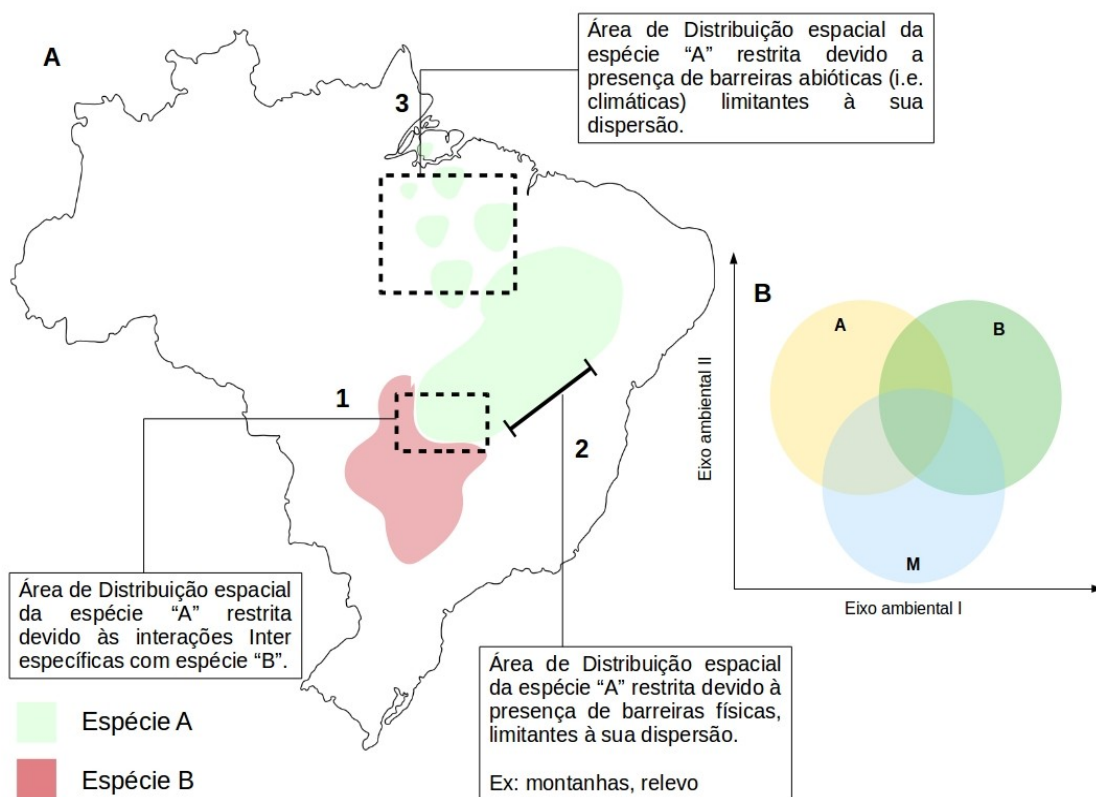 A
Área de Distribuição espacial da
espécie “A” restrita devido a
presença de barreiras abióticas (i.e.
climáticas) limitantes à sua
dispersão.
3
1
2
Área de Distribuição espacial
da espécie “A” restrita
devido às interações Inter
específicas com espécie “B”.
Área de Distribuição espacial
da espécie “A” restrita devido à
presença de barreiras físicas,
limitantes à sua dispersão.
Ex: montanhas, relevo
Espécie A
Espécie B
B
A
B
M
Eixo ambiental II
Eixo ambiental I